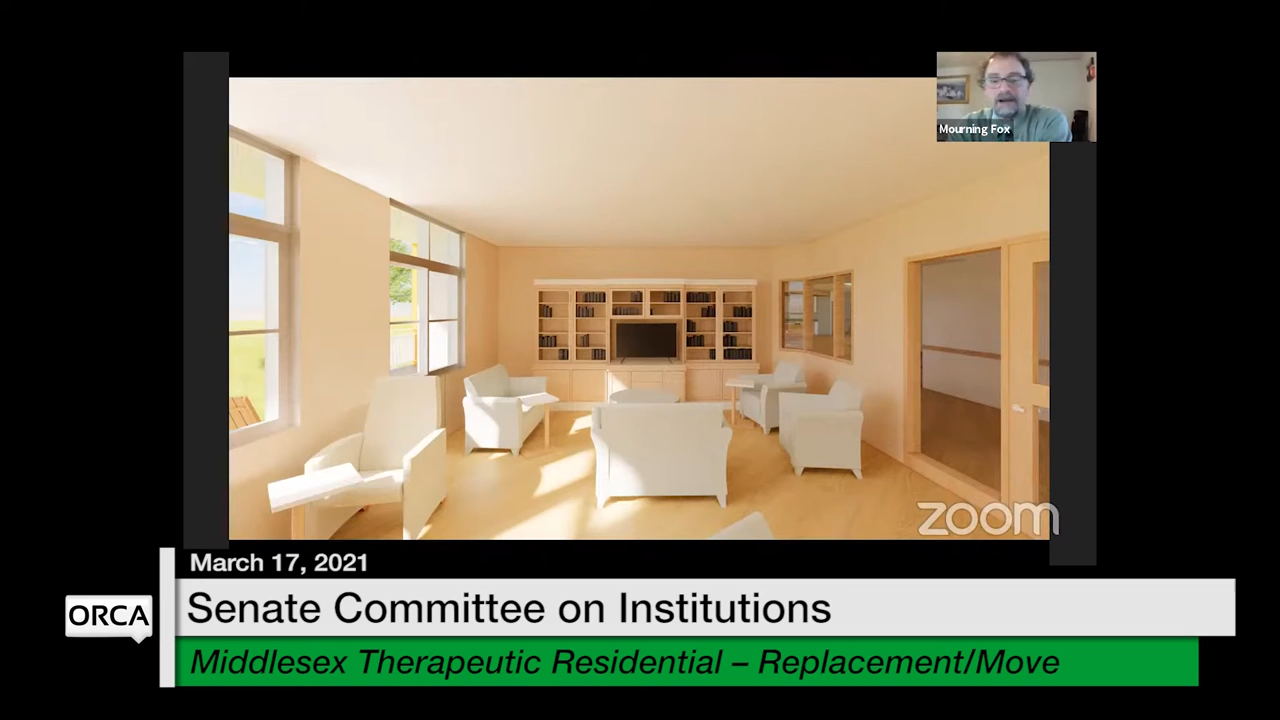 Mourning Fox
zoom
March 17, 2021
ORCA
Senate Committee on Institutions
Middlesex Therapeutic Residential – Replacement/Move